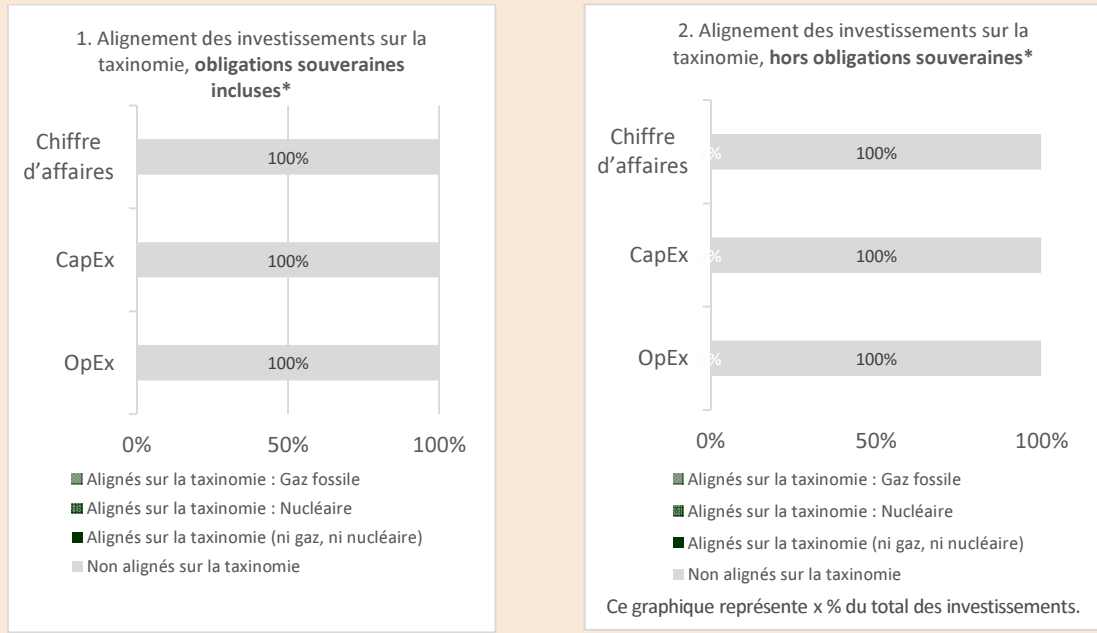 1. Alignement des investissements sur la
taxinomie, obligations souveraines
incluses*
Chiffre
d’affaires
100%
CapEx
100%
OpEx
100%
0%
50%
100%
Alignés sur la taxinomie : Gaz fossile
Alignés sur la taxinomie : Nucléaire
Alignés sur la taxinomie (ni gaz, ni nucléaire)
Non alignés sur la taxinomie
2. Alignement des investissements sur la
taxinomie, hors obligations souveraines*
Chiffre
d’affaires
%
100%
CapEx
%
100%
OpEx
%
100%
0%
50%
100%
Alignés sur la taxinomie : Gaz fossile
Alignés sur la taxinomie : Nucléaire
Alignés sur la taxinomie (ni gaz, ni nucléaire)
Non alignés sur la taxinomie
Ce graphique représente x % du total des investissements.